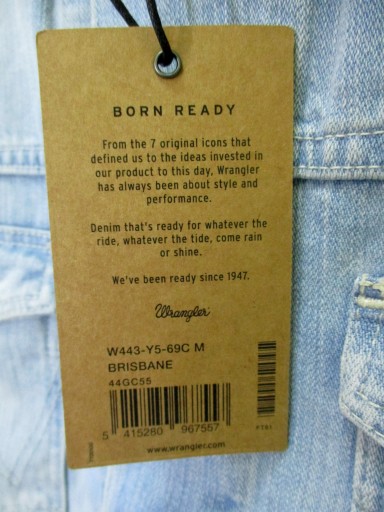 BORN READY
From the 7 original icons that
defined us to the ideas invested in
our product to this day, Wrangler
has always been about style and
performance.
Denim that's ready for whatever the
ride, whatever the tide, come rain
or shine.
We've been ready since 1947.
Wrangler
W443-Y5-69C M
BRISBANE
44GC55
5 415280 967557
www.wrangler.com